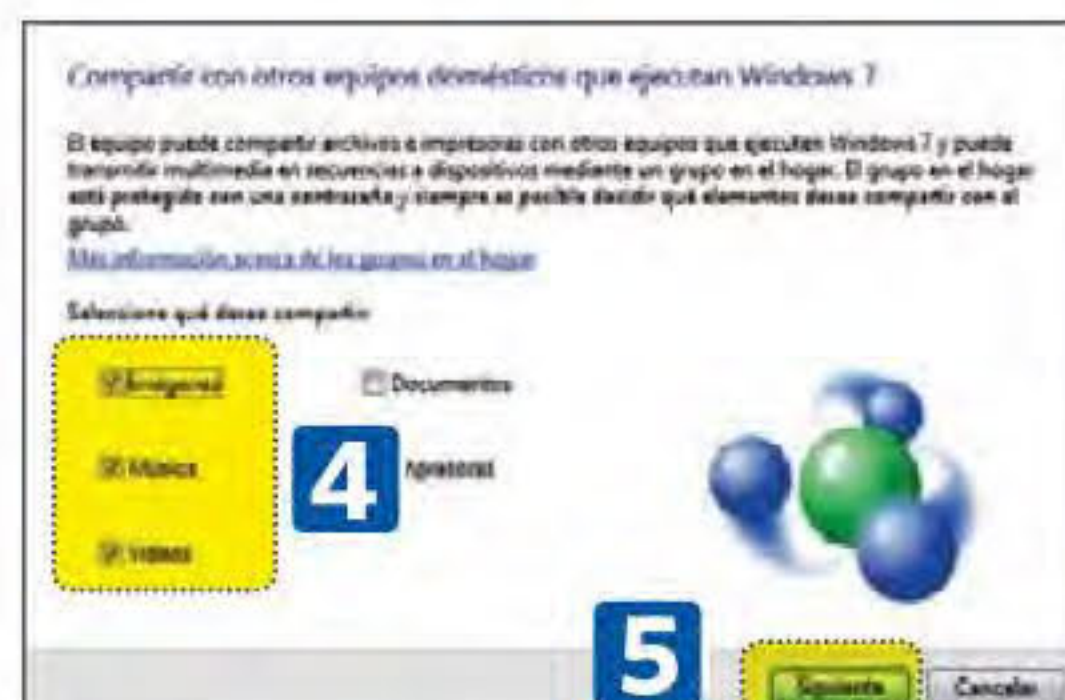 Compartir con otros equipos domésticos que ejecutan Windows 7
El equipo puede compartir archivos e impresoras con otros equipos que ejecutan Windows 7 y puede
transmitir multimedia en secuencias a dispositivos mediante un grupo en el hogar. El grupo en el hogar
está protegido con una contraseña y siempre es posible decidir qué elementos desea compartir con el
grupo.
Más información acerca de los grupos en el hogar
Seleccione qué desea compartir:
Imágenes Documentos
Música 4 mpresoras
Vídeos
5 Siguiente Cancelar